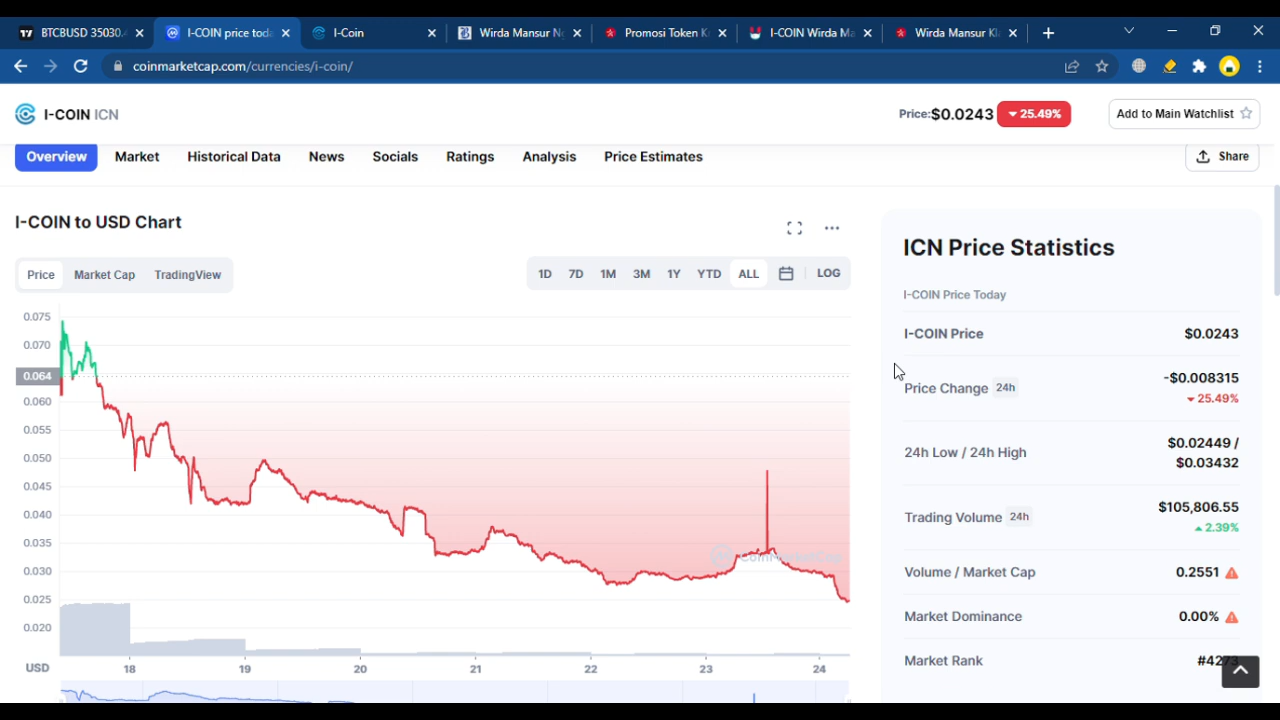 BTCBUSD 35030.
I-COIN price toda
I-Coin
Wirda Mansur N
Promosi Token K
I-COIN Wirda Ma
Wirda Mansur Kl
coinmarketcap.com/currencies/i-coin/
I-COIN ICN
Price:$0.0243
25.49%
Add to Main Watchlist
Overview
Market
Historical Data
News
Socials
Ratings
Analysis
Price Estimates
Share
I-COIN to USD Chart
Price
Market Cap
TradingView
1D
7D
1M
3M
1Y
YTD
ALL
LOG
0.075
0.070
0.064
0.060
0.055
0.050
0.045
0.040
0.035
0.030
0.025
0.020
CoinMarketCap
USD
18
19
20
21
22
23
24
ICN Price Statistics
I-COIN Price Today
I-COIN Price
$0.0243
Price Change 24h
-$0.008315
25.49%
24h Low / 24h High
$0.02449 /
$0.03432
Trading Volume 24h
$105,806.55
2.39%
Volume / Market Cap
0.2551
Market Dominance
0.00%
Market Rank
#4273